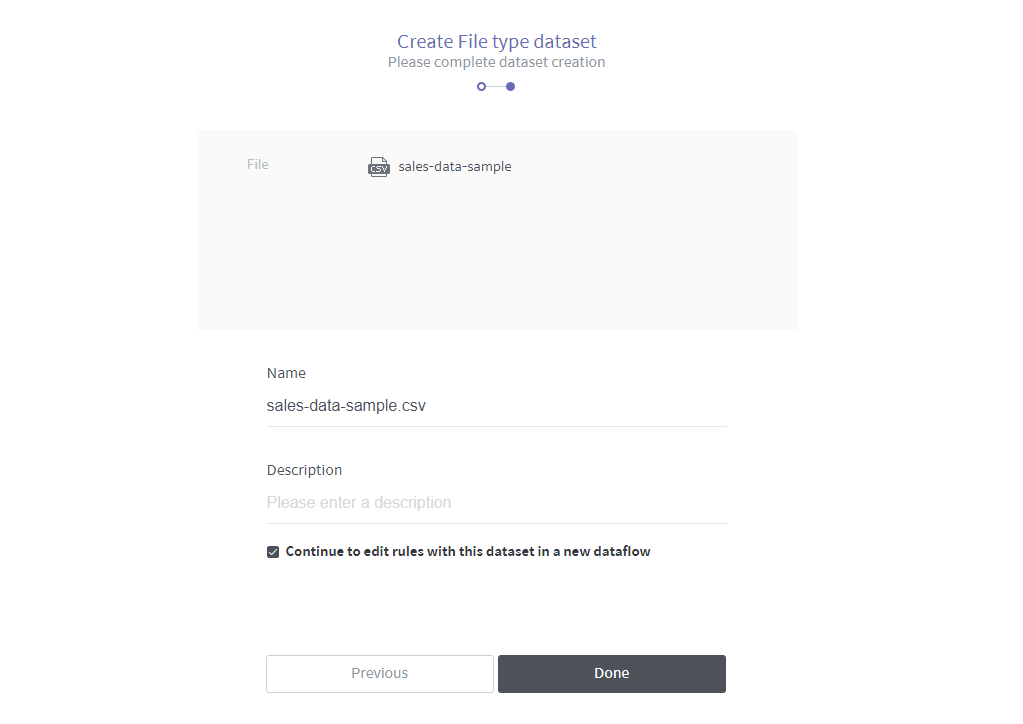 Create File type dataset
Please complete dataset creation
File
CSV sales-data-sample
Name
sales-data-sample.csv
Description
Please enter a description
Continue to edit rules with this dataset in a new dataflow
Previous Done